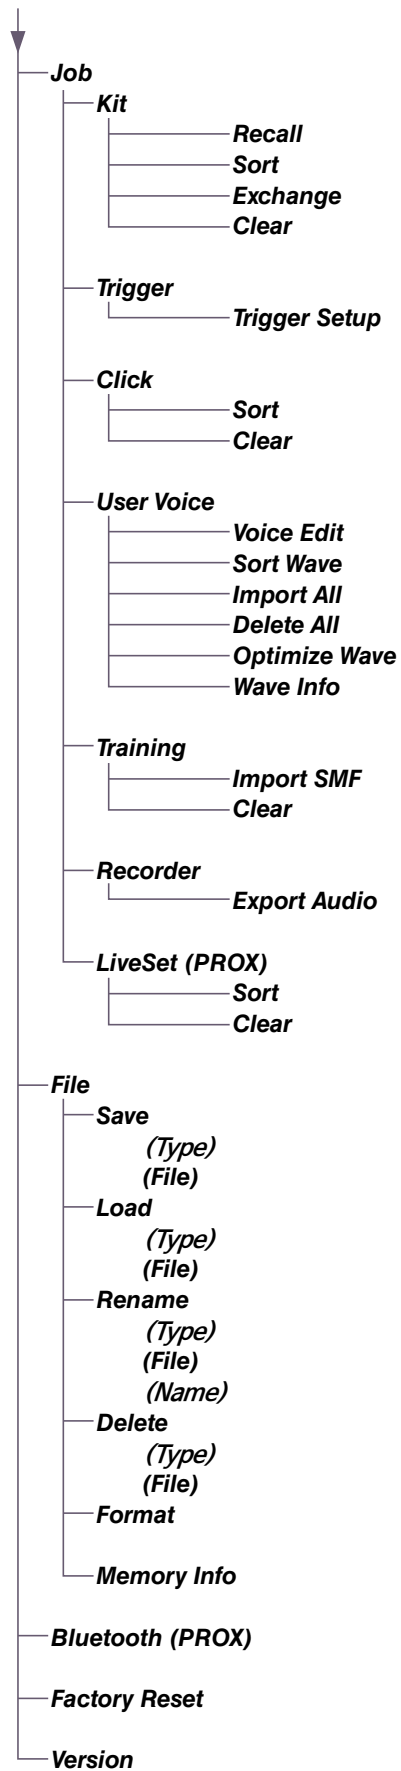 Job
Kit
Recall
Sort
Exchange
Clear
Trigger
Trigger Setup
Click
Sort
Clear
User Voice
Voice Edit
Sort Wave
Import All
Delete All
Optimize Wave
Wave Info
Training
Import SMF
Clear
Recorder
Export Audio
LiveSet (PROX)
Sort
Clear
File
Save
(Type)
(File)
Load
(Type)
(File)
Rename
(Type)
(File)
(Name)
Delete
(Type)
(File)
Format
Memory Info
Bluetooth (PROX)
Factory Reset
Version